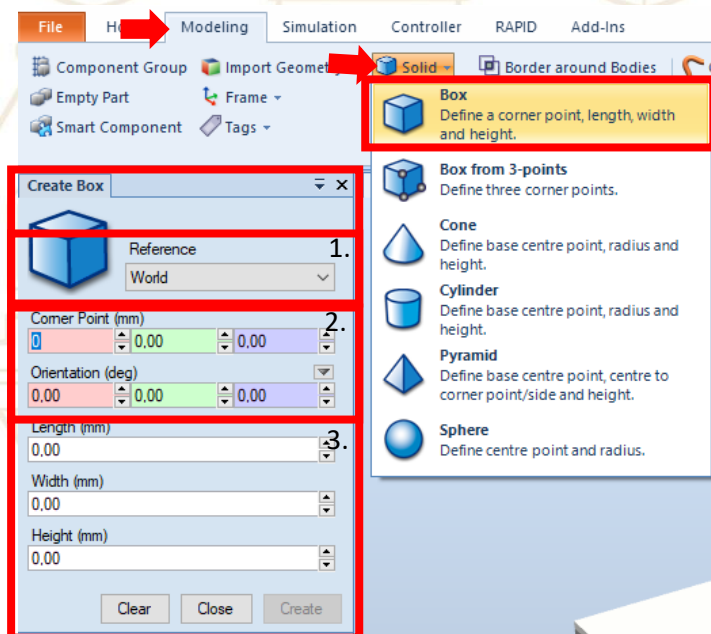 File Modeling Simulation Controller RAPID Add-Ins
Component Group Import Solid Border around Bodies
Empty Part Frame
Smart Component Tags
Box
Define a corner point, length, width
and height.
Box from 3-points
Define three corner points.
Cone
Define base centre point, radius and
height.
Cylinder
Define base centre point, radius and
height.
Pyramid
Define base centre point, centre to
corner point/side and height.
Sphere
Define centre point and radius.
Create Box
Reference 1.
World
Corner Point (mm) 2.
0 0,00 0,00
Orientation (deg)
0,00 0,00 0,00
Length (mm)
0,00 3.
Width (mm)
0,00
Height (mm)
0,00
Clear Close Create